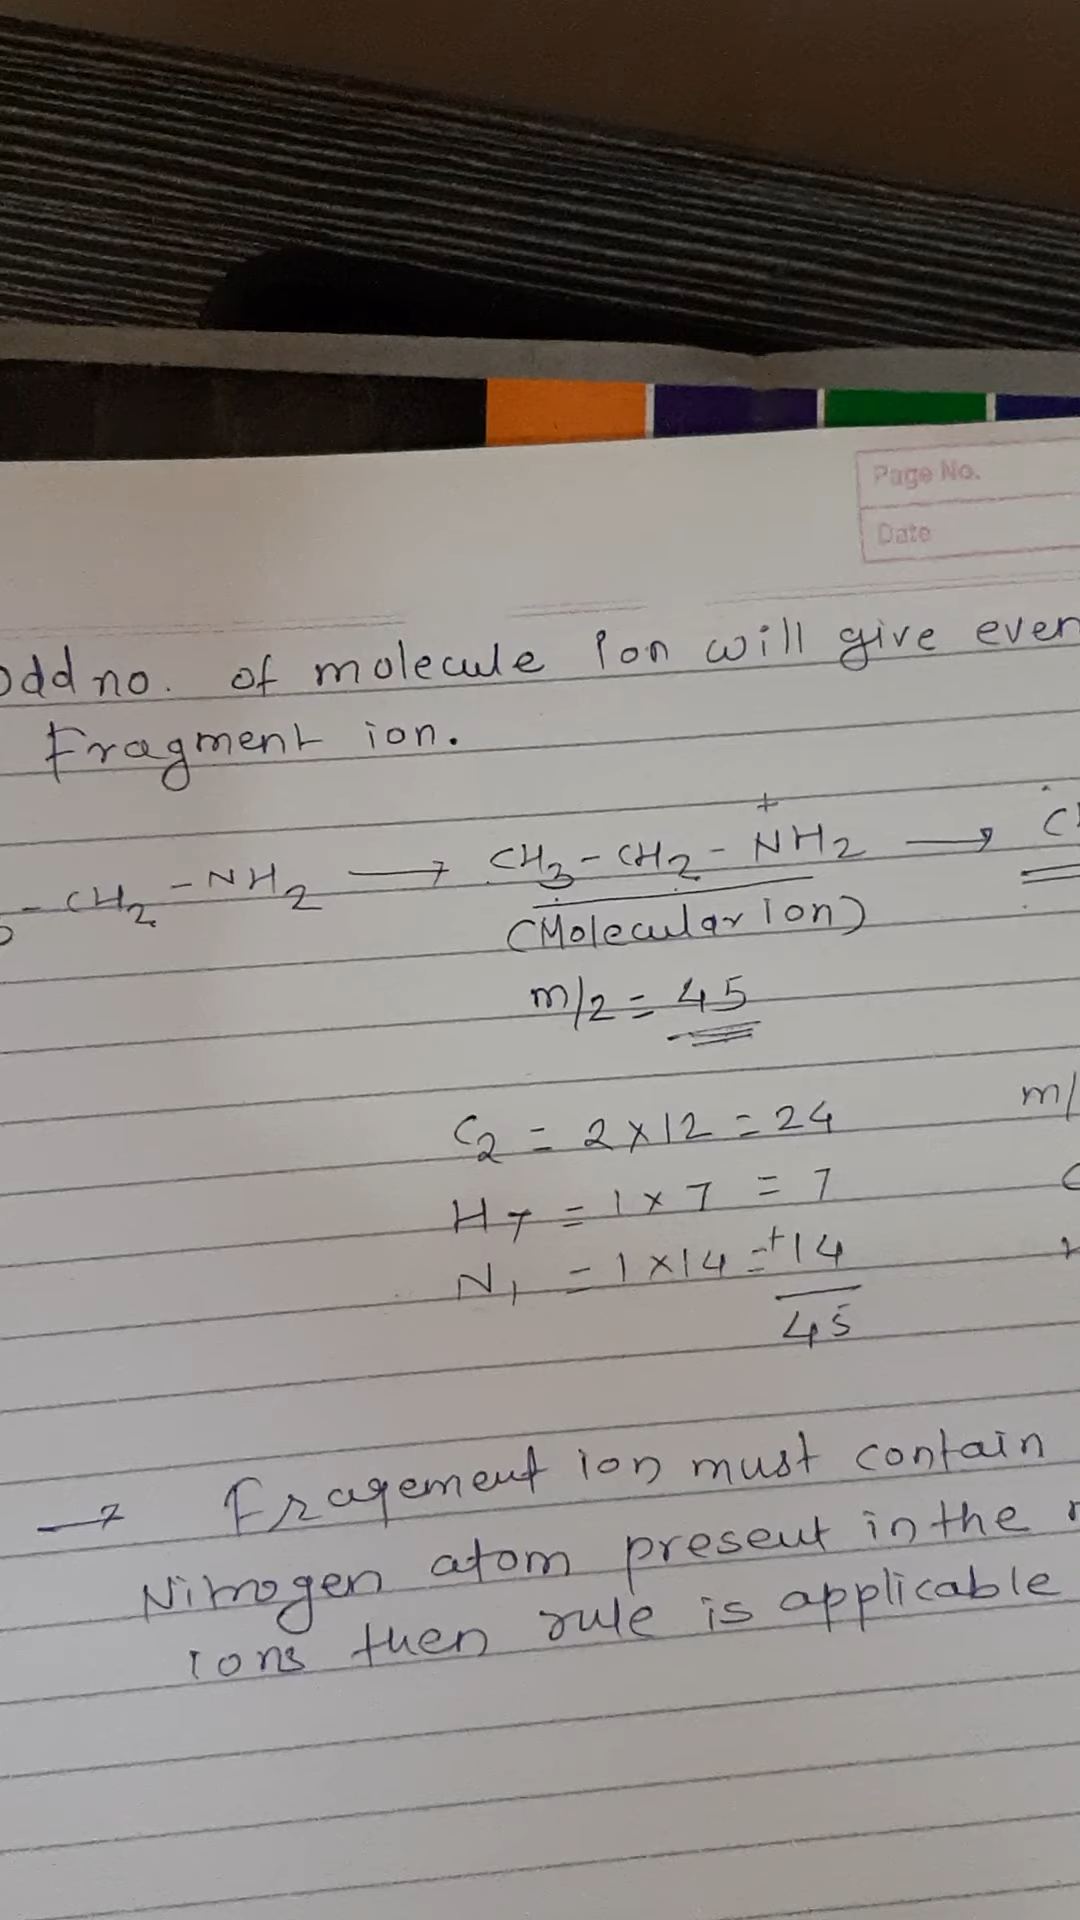 Page No.
Date
Odd no. of molecule ion will give even
Fragment ion.
- CH2 - NH2 → CH3 - CH2 - N̈H2 → CH
(Molecular ion)
m/z = 45
m/
C2 = 2 x 12 = 24
H7 = 1 x 7 = 7
N1 = 1 x 14 = +14
45
→ Fragement ion must contain
Nitrogen atom present in the
ions then rule is applicable